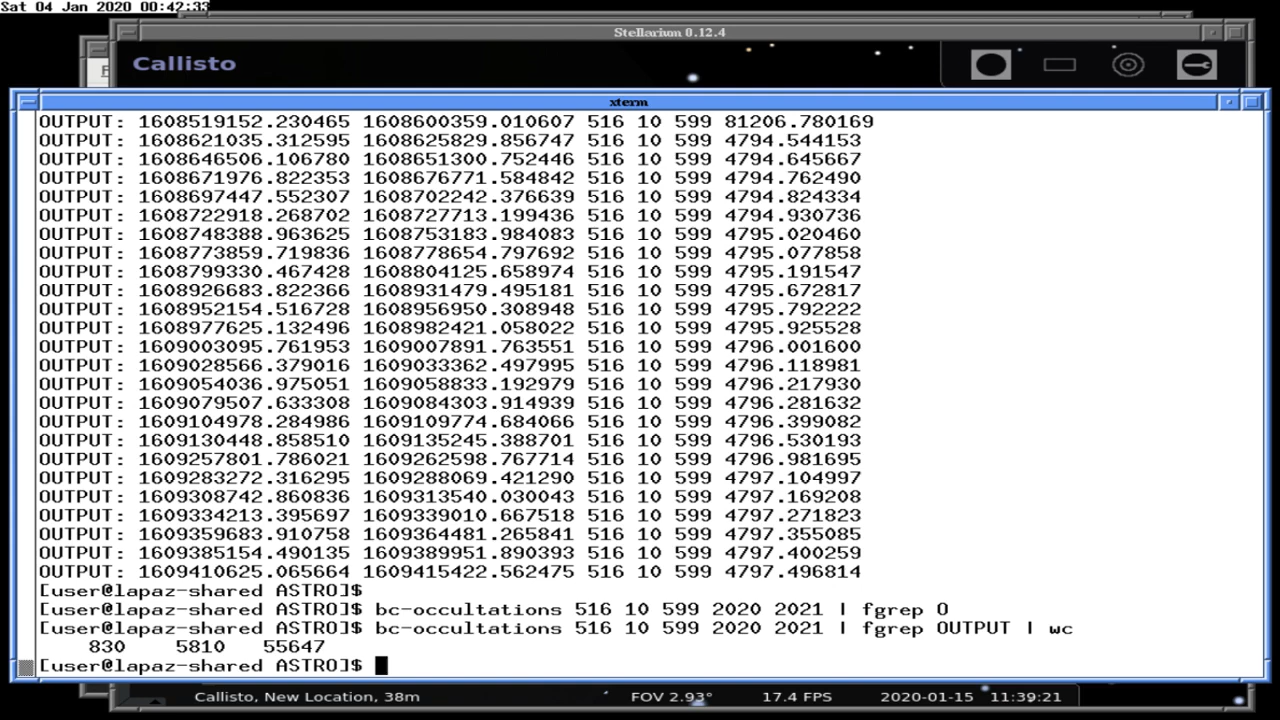 Sat 04 Jan 2020 00:42:33
Stellarium 0.12.4
Callisto
xterm
OUTPUT: 1608519152.230465 1608600359.010607 516 10 599 81206.780169
OUTPUT: 1608621035.312595 1608625829.856747 516 10 599 4794.544153
OUTPUT: 1608646506.106780 1608651300.752446 516 10 599 4794.645667
OUTPUT: 1608671976.822353 1608676771.584842 516 10 599 4794.762490
OUTPUT: 1608697447.552307 1608702242.376639 516 10 599 4794.824334
OUTPUT: 1608722918.268702 1608727713.199436 516 10 599 4794.930736
OUTPUT: 1608748388.963625 1608753183.984083 516 10 599 4795.020460
OUTPUT: 1608773859.719836 1608778654.797692 516 10 599 4795.077858
OUTPUT: 1608799330.467428 1608804125.658974 516 10 599 4795.191547
OUTPUT: 1608926683.822366 1608931479.495181 516 10 599 4795.672817
OUTPUT: 1608952154.516728 1608956950.308948 516 10 599 4795.792222
OUTPUT: 1608977625.132496 1608982421.058022 516 10 599 4795.925528
OUTPUT: 1609003095.761953 1609007891.763551 516 10 599 4796.001600
OUTPUT: 1609028566.379016 1609033362.497995 516 10 599 4796.118981
OUTPUT: 1609054036.975051 1609058833.192979 516 10 599 4796.217930
OUTPUT: 1609079507.633308 1609084303.914939 516 10 599 4796.281632
OUTPUT: 1609104978.284986 1609109774.684066 516 10 599 4796.399082
OUTPUT: 1609130448.858510 1609135245.388701 516 10 599 4796.530193
OUTPUT: 1609257801.786021 1609262598.767714 516 10 599 4796.981695
OUTPUT: 1609283272.316295 1609288069.421290 516 10 599 4797.104997
OUTPUT: 1609308742.860836 1609313540.030043 516 10 599 4797.169208
OUTPUT: 1609334213.395697 1609339010.667518 516 10 599 4797.271823
OUTPUT: 1609359683.910758 1609364481.265841 516 10 599 4797.355085
OUTPUT: 1609385154.490135 1609389951.890393 516 10 599 4797.400259
OUTPUT: 1609410625.065664 1609415422.562475 516 10 599 4797.496814
[user@lapaz-shared ASTRO]$
[user@lapaz-shared ASTRO]$ bc-occultations 516 10 599 2020 2021 | fgrep O
[user@lapaz-shared ASTRO]$ bc-occultations 516 10 599 2020 2021 | fgrep OUTPUT | wc
830 5810 55647
[user@lapaz-shared ASTRO]$
Callisto, New Location, 38m FOV 2.93° 17.4 FPS 2020-01-15 11:39:21